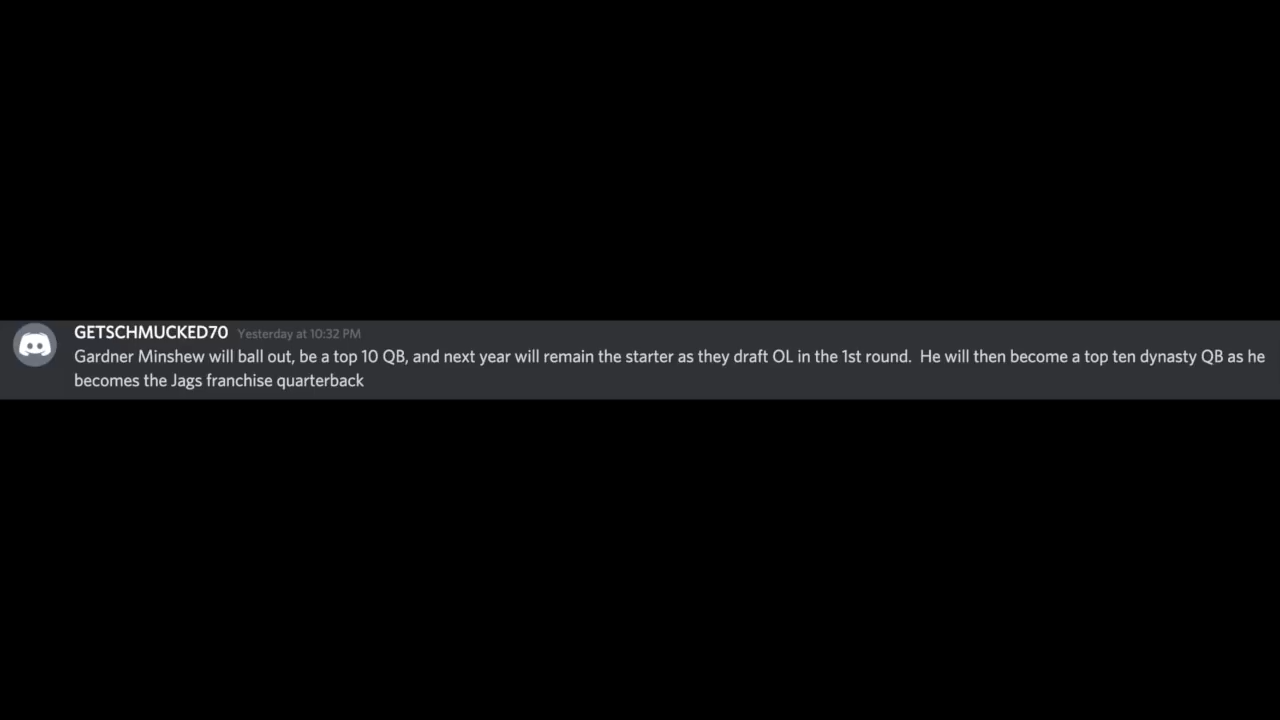 GETSCHMUCKED70 Yesterday at 10:32 PM
Gardner Minshew will ball out, be a top 10 QB, and next year will remain the starter as they draft OL in the 1st round.  He will then become a top ten dynasty QB as he
becomes the Jags franchise quarterback